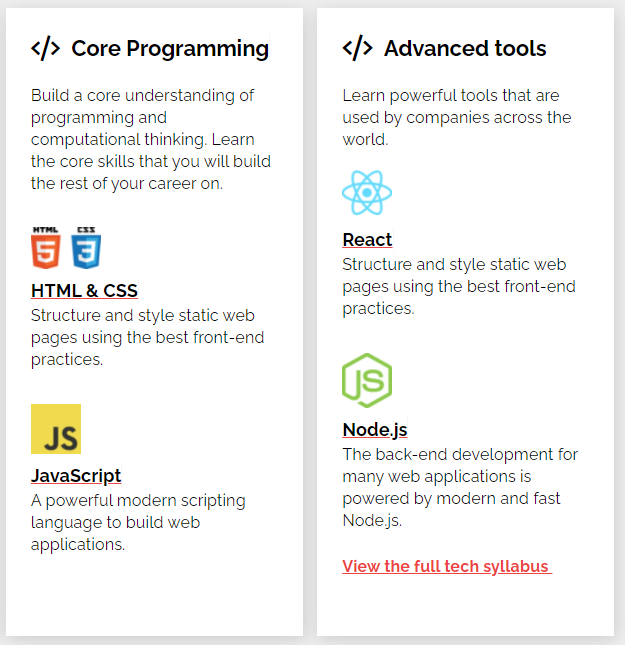 </> Core Programming
Build a core understanding of
programming and
computational thinking. Learn
the core skills that you will build
the rest of your career on.
HTML CSS
5 3
HTML & CSS
Structure and style static web
pages using the best front-end
practices.
JS
JavaScript
A powerful modern scripting
language to build web
applications.
</> Advanced tools
Learn powerful tools that are
used by companies across the
world.
React
Structure and style static web
pages using the best front-end
practices.
JS
Node.js
The back-end development for
many web applications is
powered by modern and fast
Node.js.
View the full tech syllabus